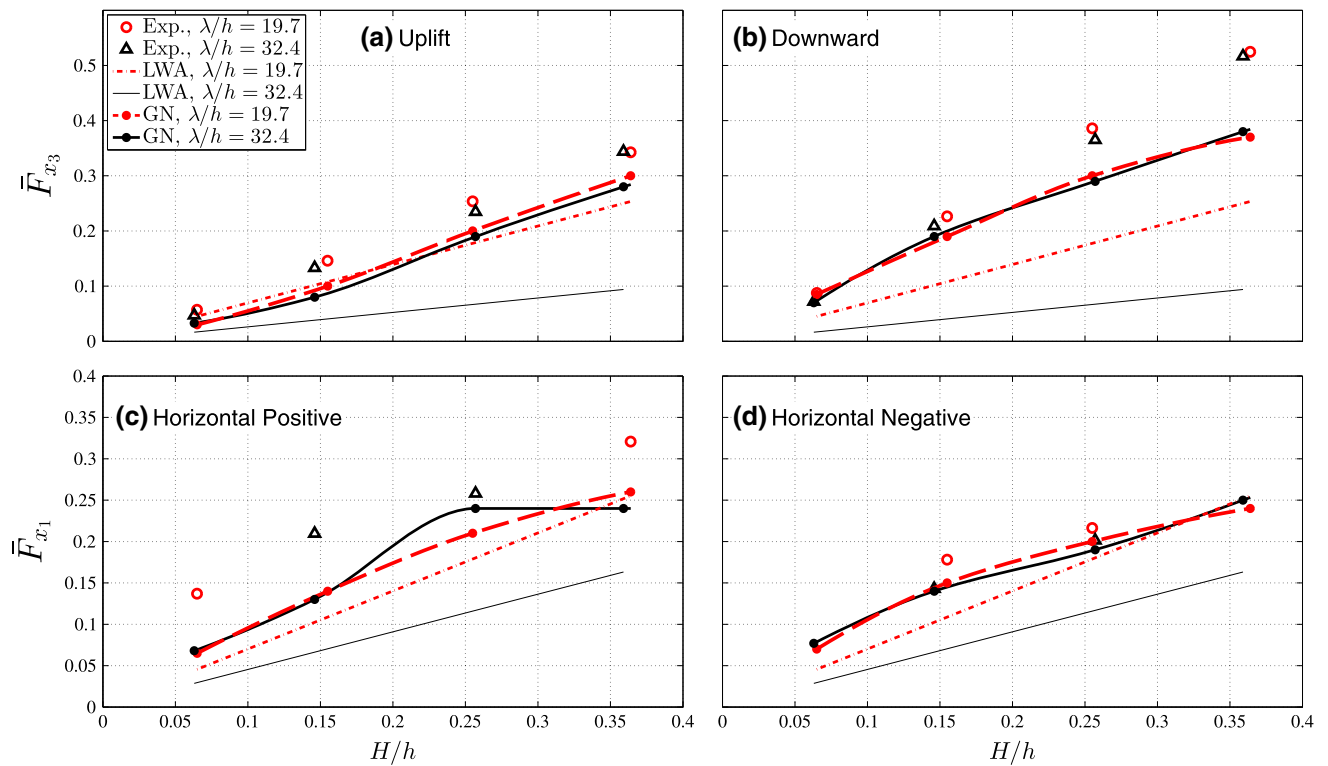 Exp., λ/h = 19.7
Exp., λ/h = 32.4
LWA, λ/h = 19.7
LWA, λ/h = 32.4
GN, λ/h = 19.7
GN, λ/h = 32.4
(a) Uplift
(b) Downward
0.5
0.4
0.3
0.2
0.1
0
F̄̄x₃
(c) Horizontal Positive
(d) Horizontal Negative
0.4
0.35
0.3
0.25
0.2
0.15
0.1
0.05
0
F̄̄x₁
0 0.05 0.1 0.15 0.2 0.25 0.3 0.35 0.4
0 0.05 0.1 0.15 0.2 0.25 0.3 0.35 0.4
H/h
H/h